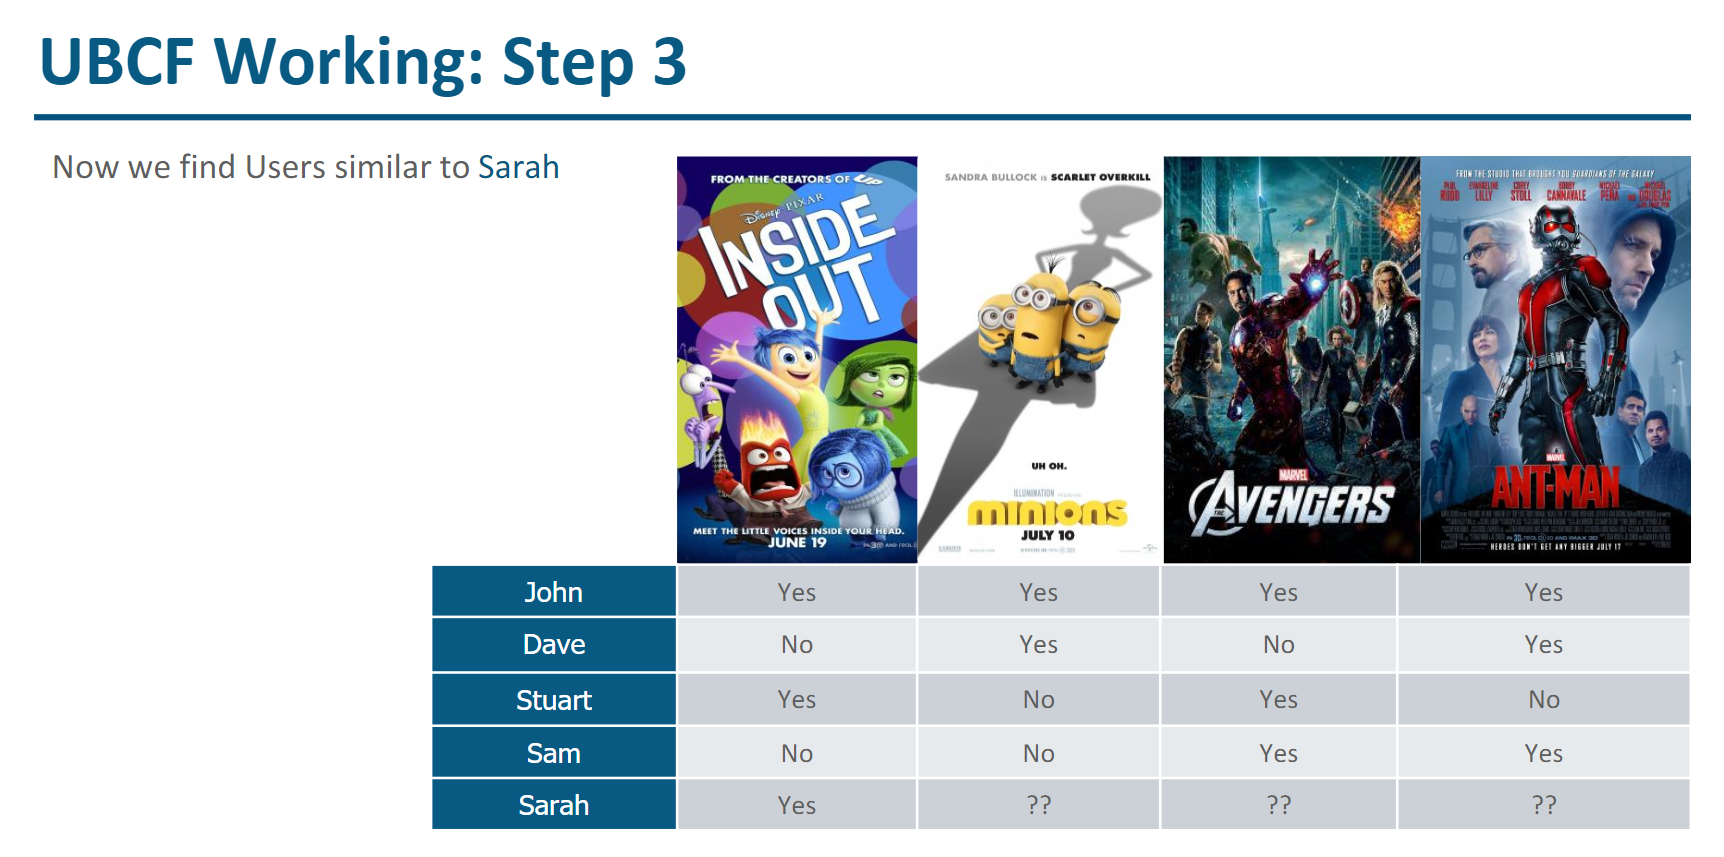 UBCF Working: Step 3
Now we find Users similar to Sarah
FROM THE CREATORS OF UP
DISNEY PIXAR
INSIDE
OUT
MEET THE LITTLE VOICES INSIDE YOUR HEAD.
JUNE 19
SANDRA BULLOCK IS SCARLET OVERKILL
UH OH.
ILLUMINATION PRESENTS
minions
JULY 10
MARVEL
THE AVENGERS
FROM THE STUDIO THAT BROUGHT YOU GUARDIANS OF THE GALAXY
PAUL RUDD EVANGELINE LILLY COREY STOLL BOBBY CANNAVALE MICHAEL PEÑA AND MICHAEL DOUGLAS
MARVEL
ANT-MAN
HEROES DON'T GET ANY BIGGER JULY 17
John Yes Yes Yes Yes
Dave No Yes No Yes
Stuart Yes No Yes No
Sam No No Yes Yes
Sarah Yes ?? ?? ??